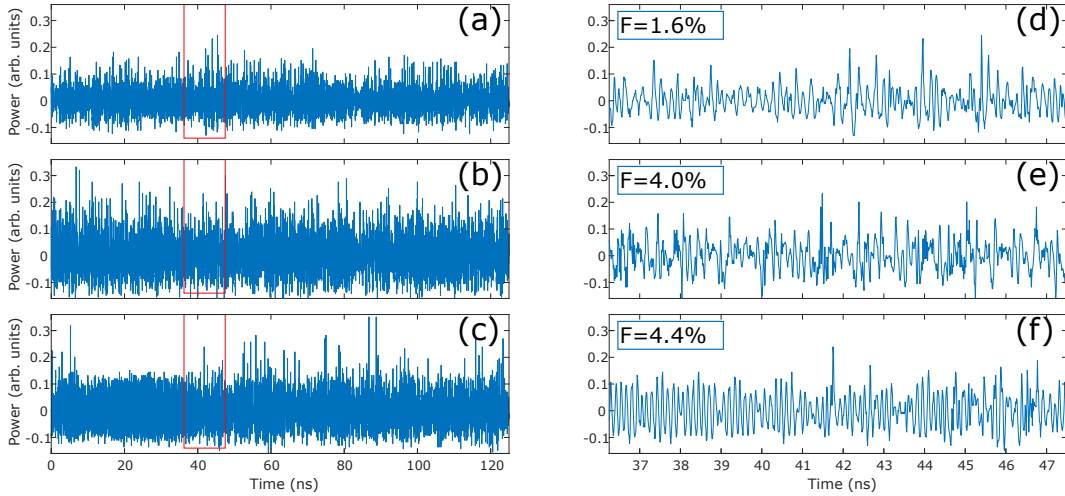 (a)
Power (arb. units)
0.3
0.2
0.1
0
-0.1
(d)
F=1.6%
0.3
0.2
0.1
0
-0.1
(b)
Power (arb. units)
0.3
0.2
0.1
0
-0.1
(e)
F=4.0%
0.3
0.2
0.1
0
-0.1
(c)
Power (arb. units)
0.3
0.2
0.1
0
-0.1
0 20 40 60 80 100 120
Time (ns)
(f)
F=4.4%
0.3
0.2
0.1
0
-0.1
37 38 39 40 41 42 43 44 45 46 47
Time (ns)